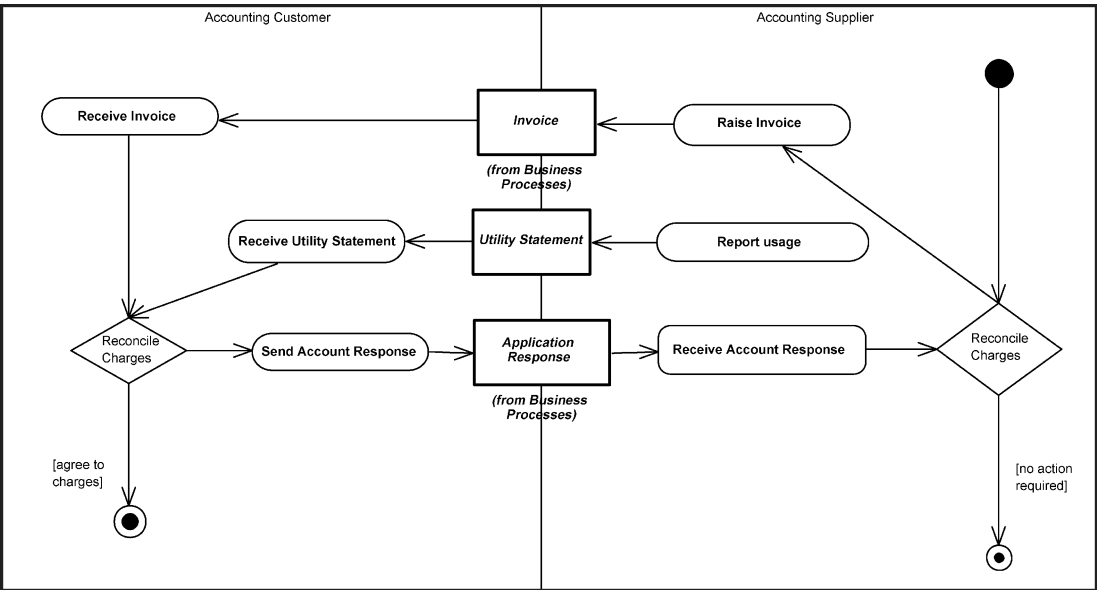 Accounting Customer
Accounting Supplier
Receive Invoice
Invoice
Raise Invoice
(from Business
Processes)
Receive Utility Statement
Utility Statement
Report usage
Reconcile
Charges
Send Account Response
Application
Response
Receive Account Response
Reconcile
Charges
(from Business
Processes)
[agree to
charges]
[no action
required]